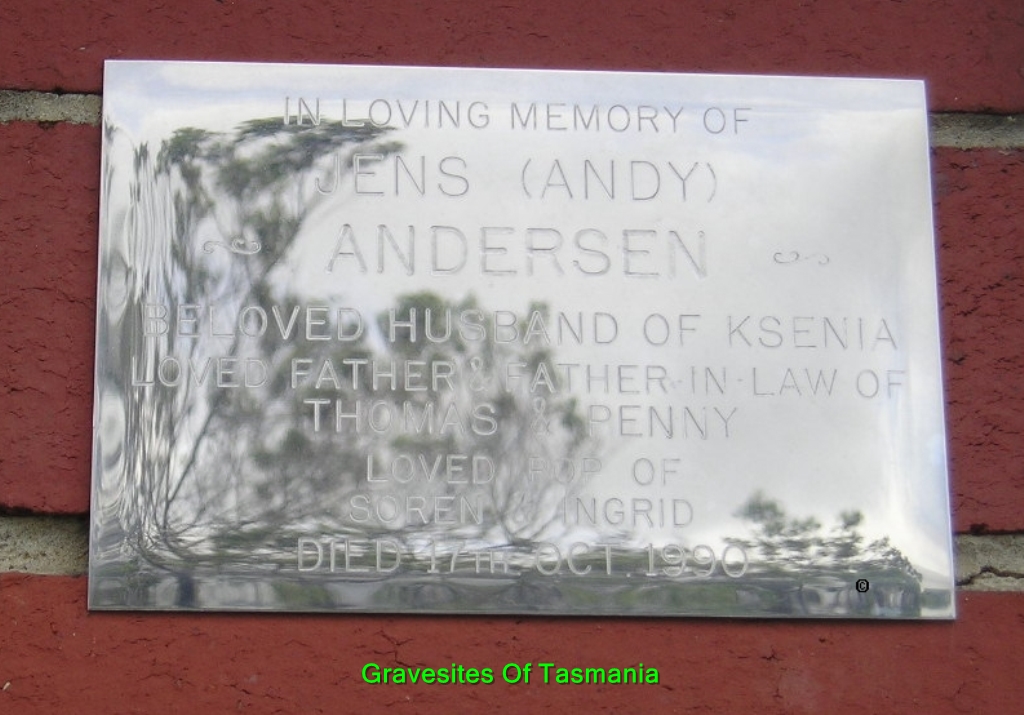 IN LOVING MEMORY OF
JENS (ANDY)
ANDERSEN
BELOVED HUSBAND OF KSENIA
LOVED FATHER & FATHER-IN-LAW OF
THOMAS & PENNY
LOVED POP OF
SOREN & INGRID
DIED 17TH OCT. 1990
©
Gravesites Of Tasmania